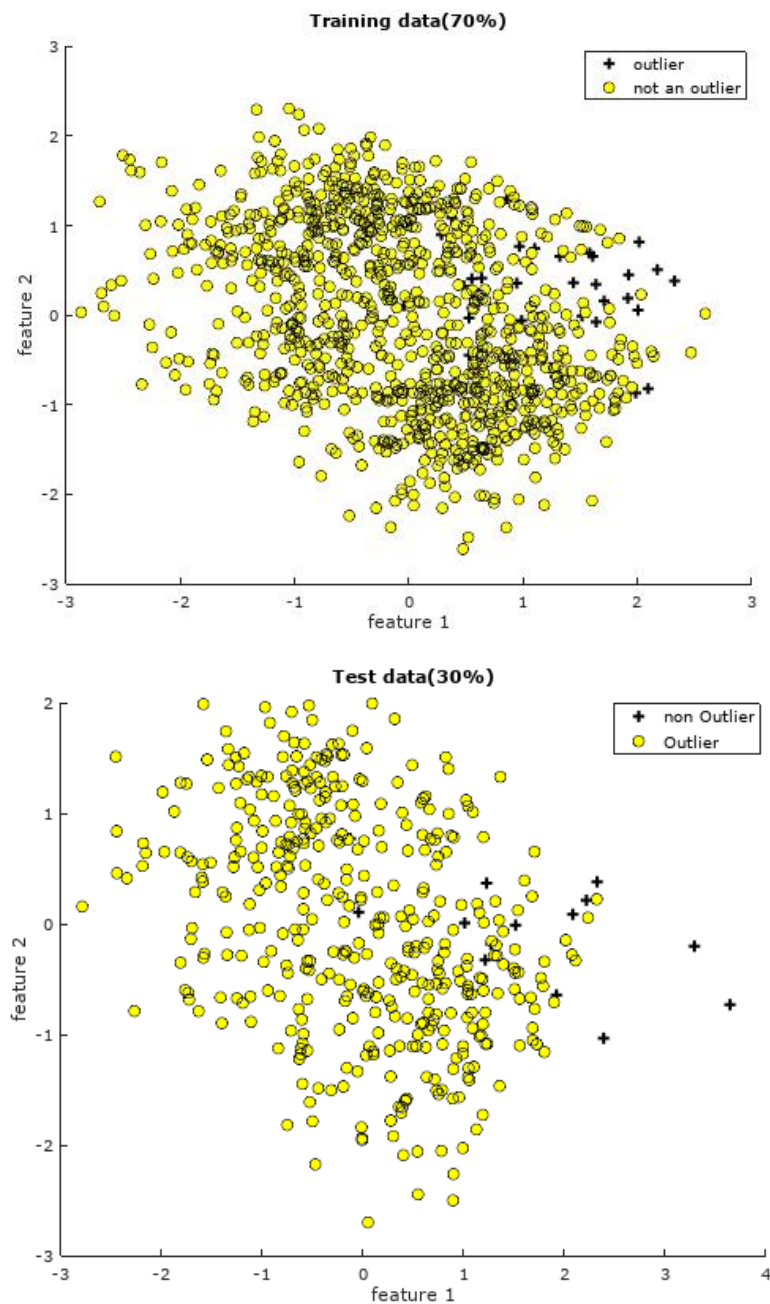 Training data(70%)
3
outlier
not an outlier
2
1
0
-1
-2
-3
feature 2
-3 -2 -1 0 1 2 3
feature 1
Test data(30%)
2
non Outlier
Outlier
1
0
-1
-2
-3
feature 2
-3 -2 -1 0 1 2 3 4
feature 1